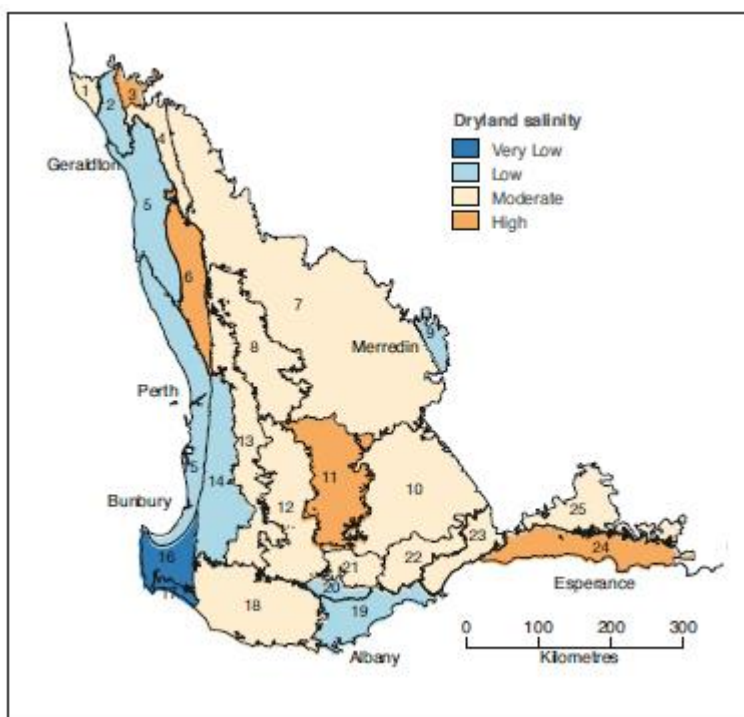 Dryland salinity
Very Low
Low
Moderate
High
1
2
3
4
Geraldton
5
6
7
8
Merredin
9
Perth
13
14
15
11
10
12
Bunbury
25
23
24
16
21
22
20
17
18
19
Esperance
Albany
0 100 200 300
Kilometres